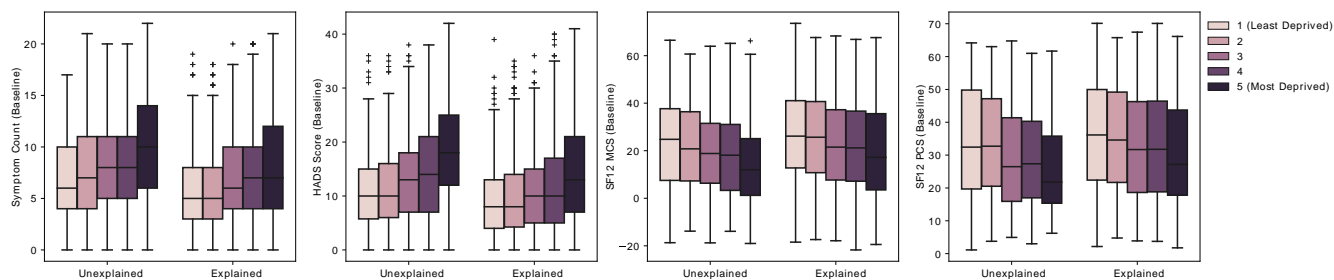 Symptom Count (Baseline)
20
15
10
5
0
Unexplained
Explained
HADS Score (Baseline)
40
30
20
10
0
Unexplained
Explained
SF12 MCS (Baseline)
60
40
20
0
−20
Unexplained
Explained
SF12 PCS (Baseline)
70
60
50
40
30
20
10
0
Unexplained
Explained
1 (Least Deprived)
2
3
4
5 (Most Deprived)